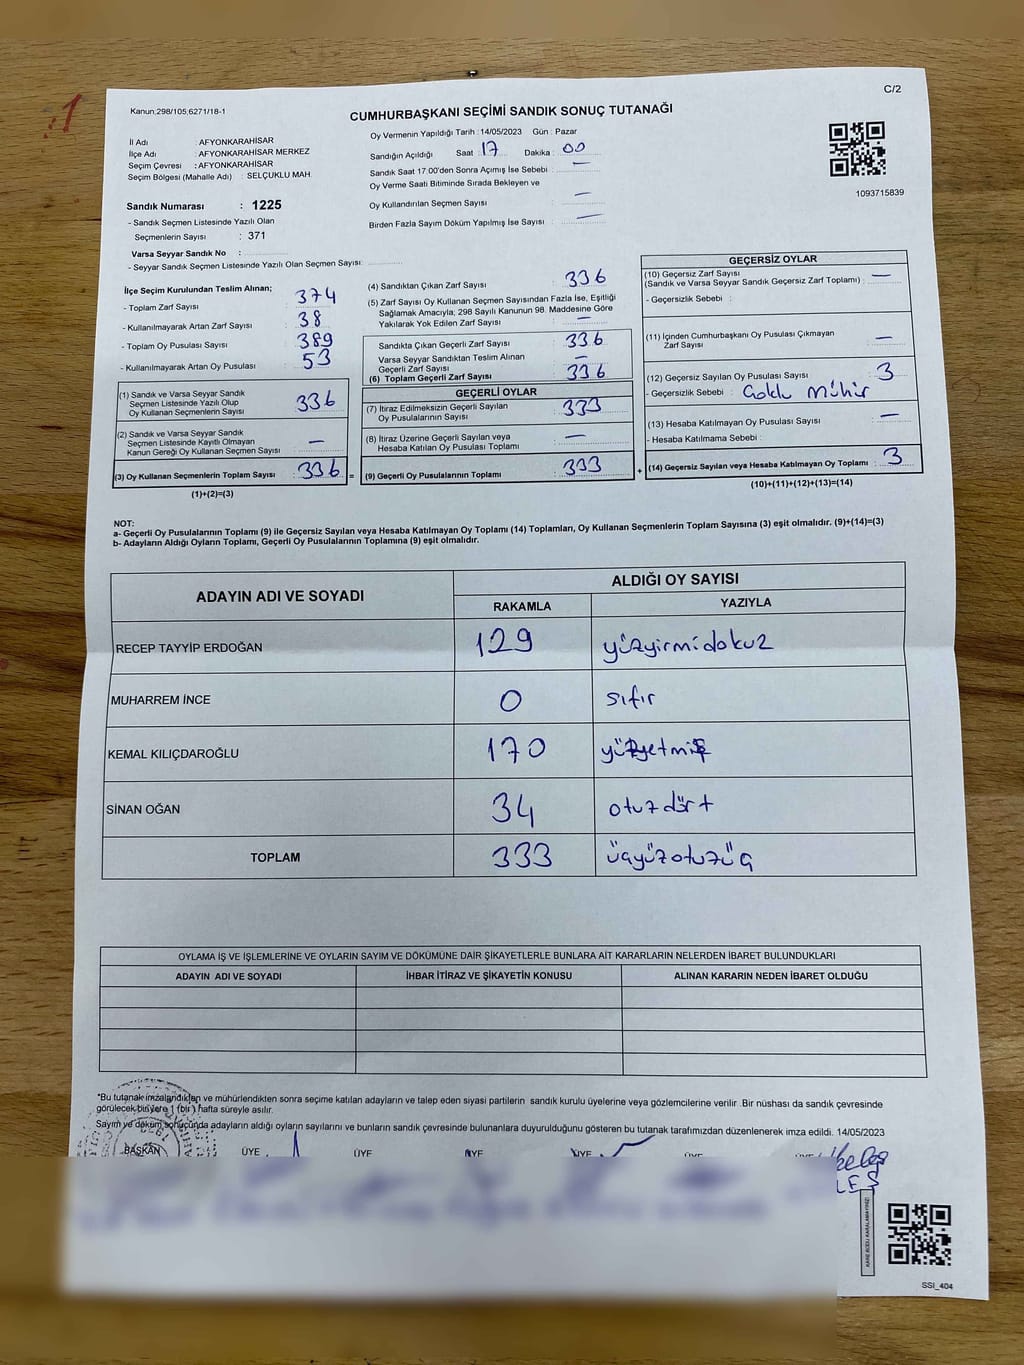 C/2
Kanun,298/105,6271/18-1
CUMHURBAŞKANI SEÇİMİ SANDIK SONUÇ TUTANAĞI
1093715839
İl Adı : AFYONKARAHİSAR
İlçe Adı : AFYONKARAHİSAR MERKEZ
Seçim Çevresi : AFYONKARAHİSAR
Seçim Bölgesi (Mahalle Adı) : SELÇUKLU MAH.
Sandık Numarası : 1225
- Sandık Seçmen Listesinde Yazılı Olan
Seçmenlerin Sayısı : 371
Varsa Seyyar Sandık No :
- Seyyar Sandık Seçmen Listesinde Yazılı Olan Seçmen Sayısı:
Oy Vermenin Yapıldığı Tarih : 14/05/2023 Gün : Pazar
Sandığın Açıldığı Saat : 17 Dakika : 00
Sandık Saat 17:00'den Sonra Açımış İse Sebebi : —
Oy Verme Saati Bitiminde Sırada Bekleyen ve
Oy Kullandırılan Seçmen Sayısı : —
Birden Fazla Sayım Döküm Yapılmış İse Sayısı : —
İlçe Seçim Kurulundan Teslim Alınan;
- Toplam Zarf Sayısı : 374
- Kullanılmayarak Artan Zarf Sayısı : 38
- Toplam Oy Pusulası Sayısı : 389
- Kullanılmayarak Artan Oy Pusulası : 53
(1) Sandık ve Varsa Seyyar Sandık
Seçmen Listesinde Yazılı Olup
Oy Kullanan Seçmenlerin Sayısı : 336
(2) Sandık ve Varsa Seyyar Sandık
Seçmen Listesinde Kayıtlı Olmayan
Kanun Gereği Oy Kullanan Seçmen Sayısı : —
(3) Oy Kullanan Seçmenlerin Toplam Sayısı : 336 =
(1)+(2)=(3)
(4) Sandıktan Çıkan Zarf Sayısı : 336
(5) Zarf Sayısı Oy Kullanan Seçmen Sayısından Fazla İse, Eşitliği
Sağlamak Amacıyla; 298 Sayılı Kanunun 98. Maddesine Göre
Yakılarak Yok Edilen Zarf Sayısı : —
Sandıkta Çıkan Geçerli Zarf Sayısı : 336
Varsa Seyyar Sandıktan Teslim Alınan
Geçerli Zarf Sayısı : —
(6) Toplam Geçerli Zarf Sayısı : 336
GEÇERLİ OYLAR
(7) İtiraz Edilmeksizin Geçerli Sayılan
Oy Pusulalarının Sayısı : 333
(8) İtiraz Üzerine Geçerli Sayılan veya
Hesaba Katılan Oy Pusulası Toplamı : —
(9) Geçerli Oy Pusulalarının Toplamı : 333 +
GEÇERSİZ OYLAR
(10) Geçersiz Zarf Sayısı : —
(Sandık ve Varsa Seyyar Sandık Geçersiz Zarf Toplamı)
- Geçersizlik Sebebi :
(11) İçinden Cumhurbaşkanı Oy Pusulası Çıkmayan
Zarf Sayısı : —
(12) Geçersiz Sayılan Oy Pusulası Sayısı : 3
- Geçersizlik Sebebi : Çoklu Mühür
(13) Hesaba Katılmayan Oy Pusulası Sayısı : —
- Hesaba Katılmama Sebebi :
(14) Geçersiz Sayılan veya Hesaba Katılmayan Oy Toplamı : 3
(10)+(11)+(12)+(13)=(14)
NOT:
a- Geçerli Oy Pusulalarının Toplamı (9) ile Geçersiz Sayılan veya Hesaba Katılmayan Oy Toplamı (14) Toplamları, Oy Kullanan Seçmenlerin Toplam Sayısına (3) eşit olmalıdır. (9)+(14)=(3)
b- Adayların Aldığı Oyların Toplamı, Geçerli Oy Pusulalarının Toplamına (9) eşit olmalıdır.
ADAYIN ADI VE SOYADI ALDIĞI OY SAYISI
RAKAMLA YAZIYLA
RECEP TAYYİP ERDOĞAN 129 yüzyirmidokuz
MUHARREM İNCE 0 sıfır
KEMAL KILIÇDAROĞLU 170 yüzyetmiş
SİNAN OĞAN 34 otuzdört
TOPLAM 333 üçyüzotuzüç
OYLAMA İŞ VE İŞLEMLERİNE VE OYLARIN SAYIM VE DÖKÜMÜNE DAİR ŞİKAYETLERLE BUNLARA AİT KARARLARIN NELERDEN İBARET BULUNDUKLARI
ADAYIN ADI VE SOYADI İHBAR İTİRAZ VE ŞİKAYETİN KONUSU ALINAN KARARIN NEDEN İBARET OLDUĞU
"Bu tutanak imzalandıktan ve mühürlendikten sonra seçime katılan adayların ve talep eden siyasi partilerin sandık kurulu üyelerine veya gözlemcilerine verilir. Bir nüshası da sandık çevresinde
görülecek bir yere 1 (bir) hafta süreyle asılır.
Sayım ve döküm sonucunda adayların aldığı oyların sayılarını ve bunların sandık çevresinde bulunanlara duyurulduğunu gösteren bu tutanak tarafımızdan düzenlenerek imza edildi. 14/05/2023
BAŞKAN ÜYE ÜYE ÜYE ÜYE ÜYE
SSI_404